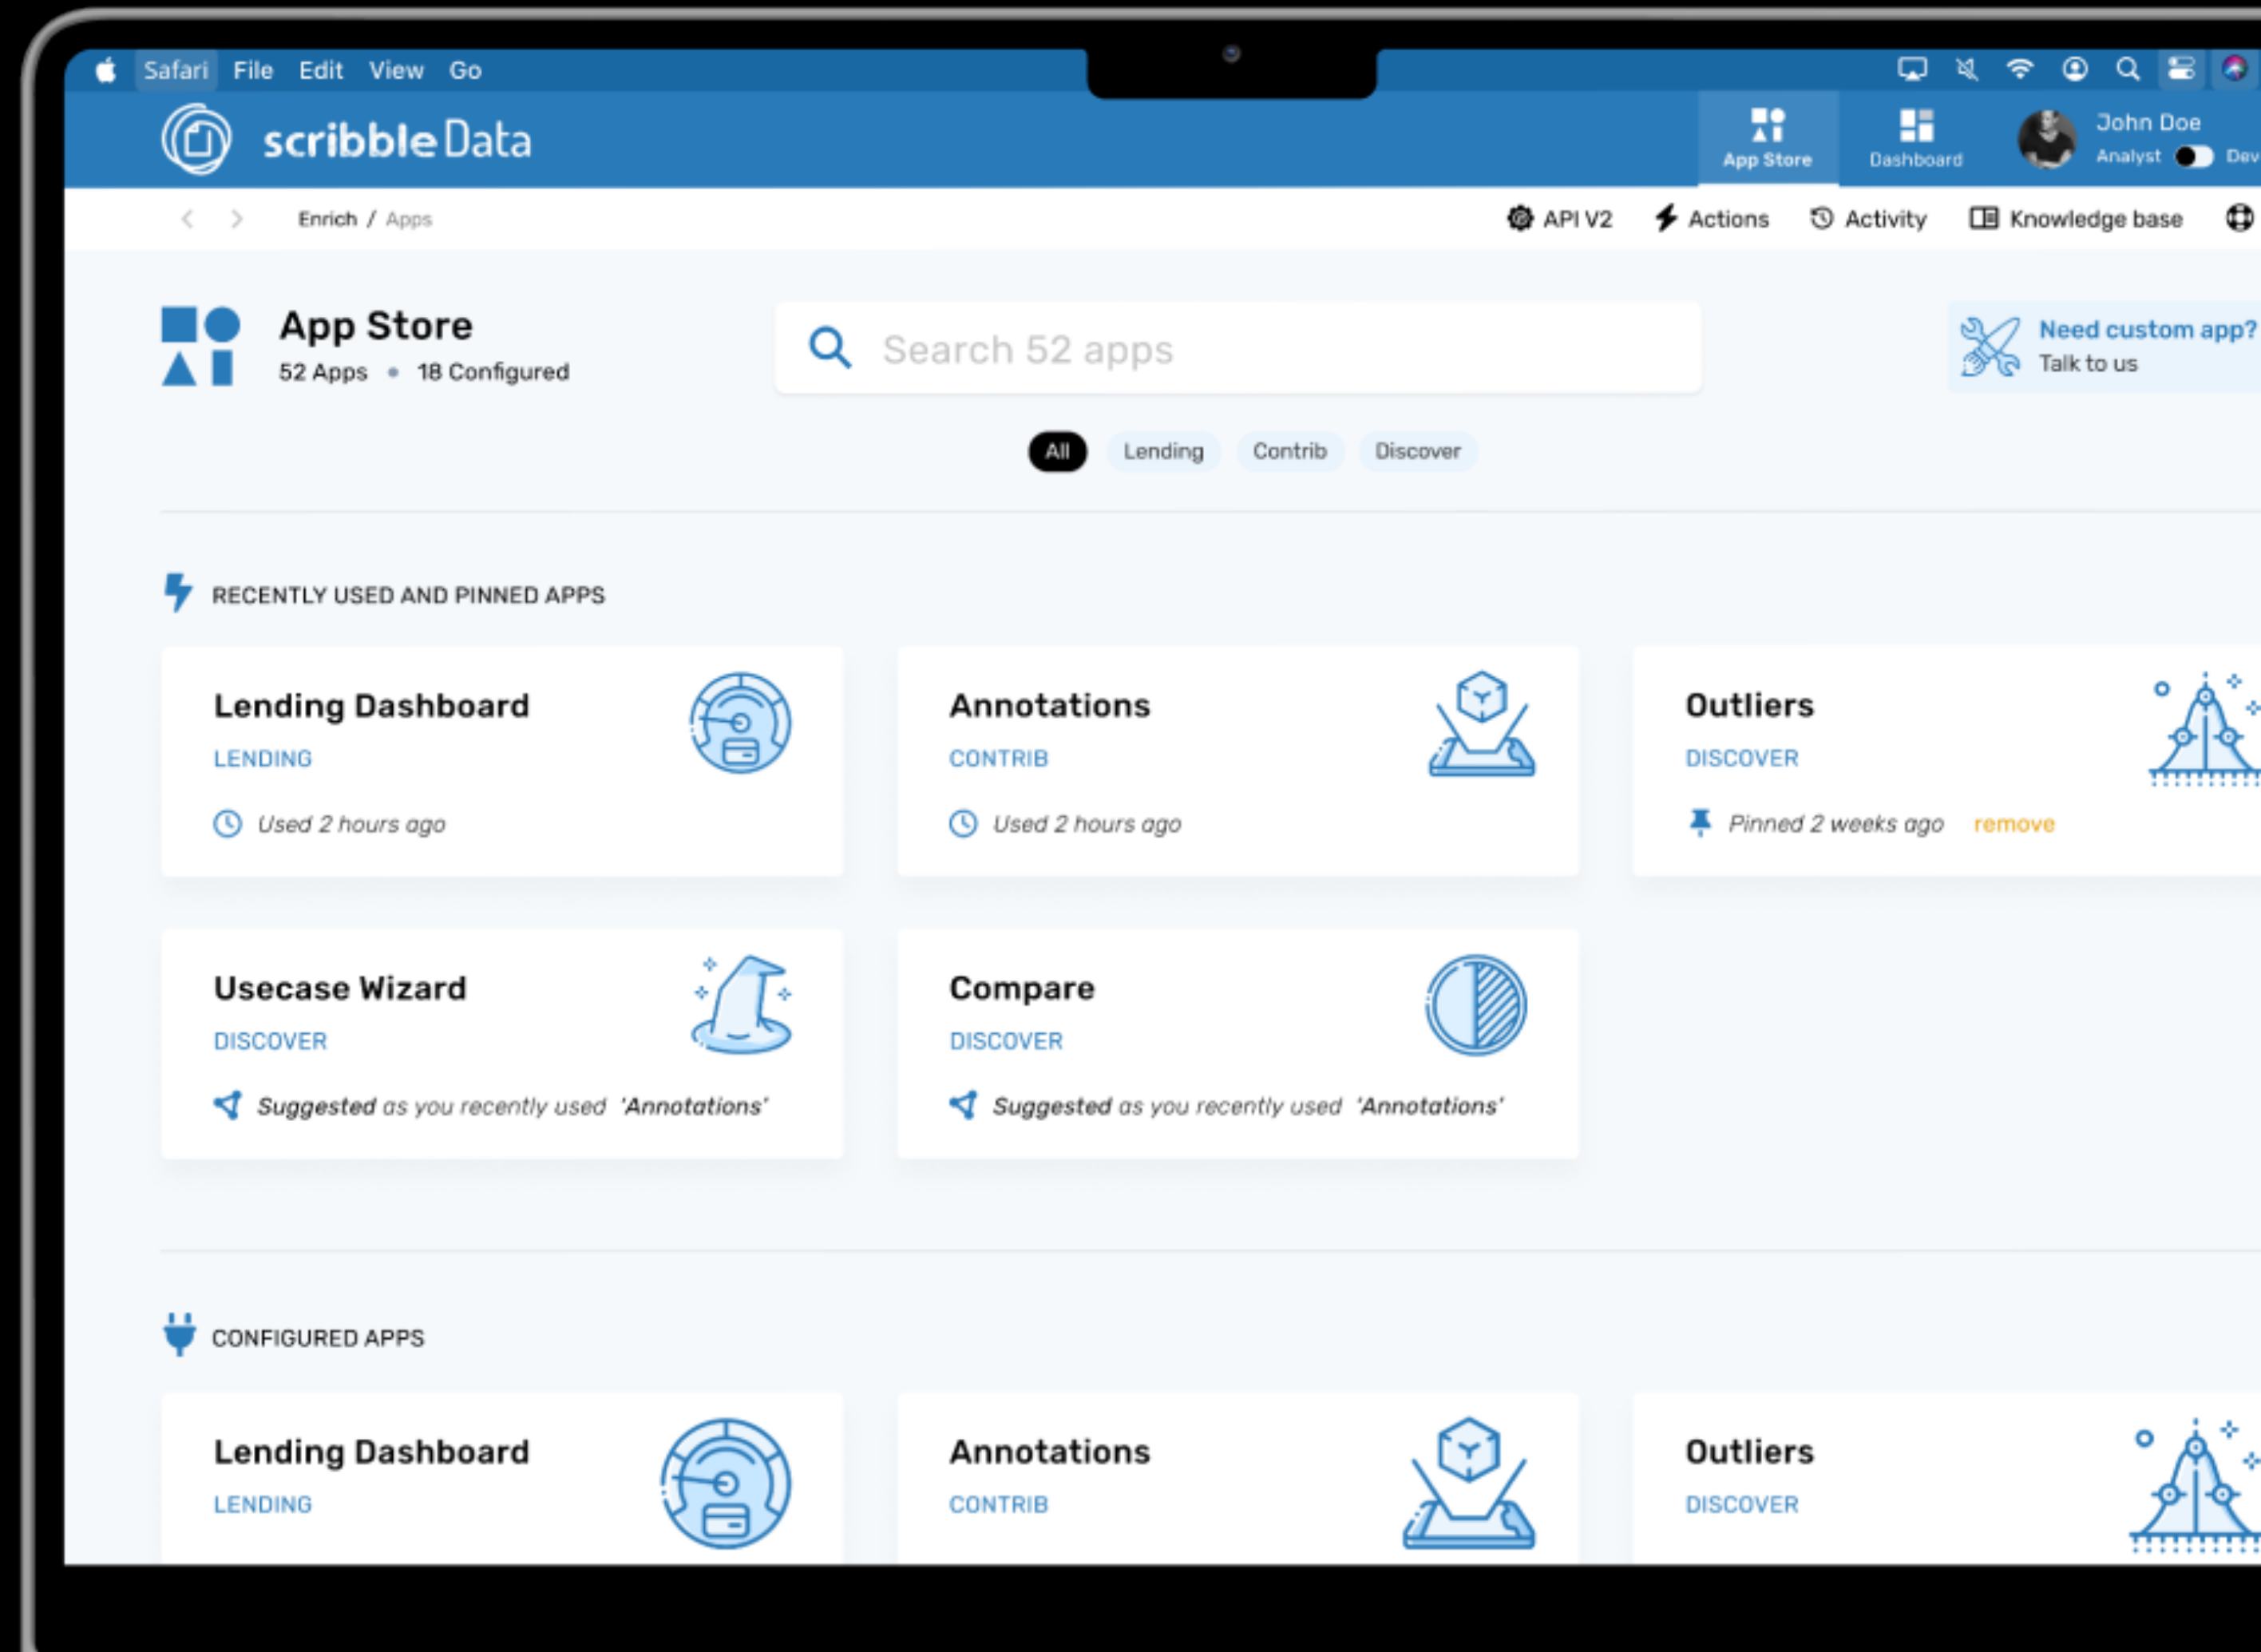 Safari File Edit View Go
scribbleData
App Store
Dashboard
John Doe
Analyst Dev
Enrich / Apps
API V2
Actions
Activity
Knowledge base
App Store
52 Apps • 18 Configured
Search 52 apps
Need custom app?
Talk to us
All Lending Contrib Discover
RECENTLY USED AND PINNED APPS
Lending Dashboard
LENDING
Used 2 hours ago
Annotations
CONTRIB
Used 2 hours ago
Outliers
DISCOVER
Pinned 2 weeks ago remove
Usecase Wizard
DISCOVER
Suggested as you recently used 'Annotations'
Compare
DISCOVER
Suggested as you recently used 'Annotations'
CONFIGURED APPS
Lending Dashboard
LENDING
Annotations
CONTRIB
Outliers
DISCOVER